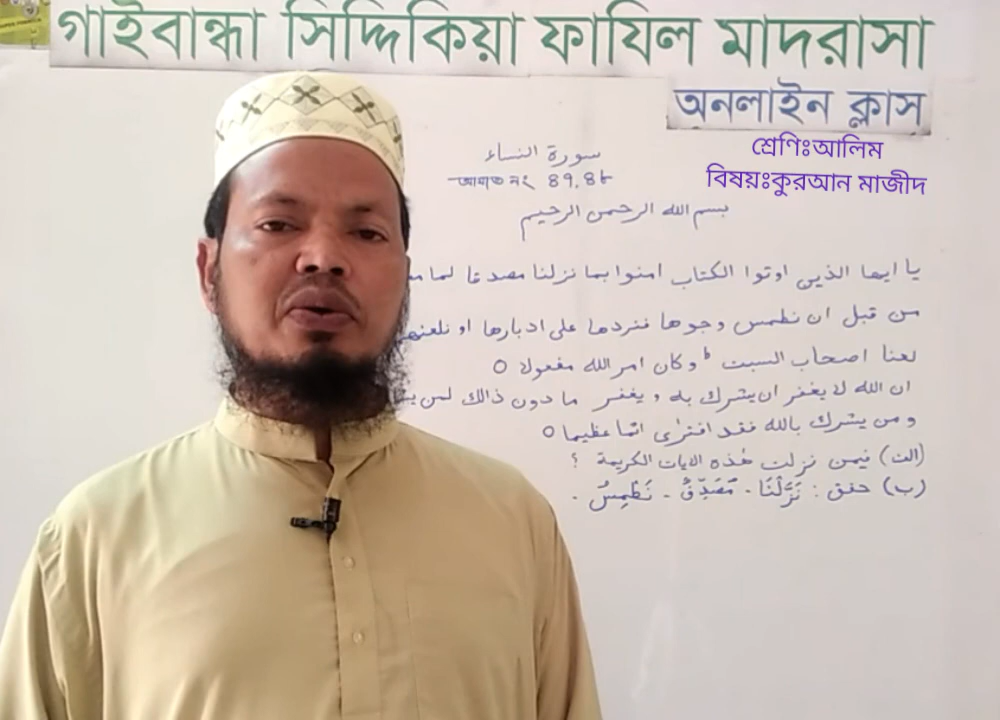 গাইবান্ধা সিদ্দিকিয়া ফাযিল মাদরাসা
অনলাইন ক্লাস
শ্রেণিঃআলিম
বিষয়ঃকুরআন মাজীদ
سورة النساء
আয়াত নং ৪৭,৪৮
بسم الله الرحمن الرحيم
يا ايها الذين اوتوا الكتاب امنوا بما نزلنا مصدقا لما
من قبل ان نطمس وجوها فنردها على ادبارها او نلعنهم
لعنا اصحاب السبت ط وكان امر الله مفعولا ○
ان الله لا يغفر ان يشرك به و يغفر ما دون ذالك لمن
و من يشرك بالله فقد افترى اثما عظيما ○
(الف) فيمن نزلت هذه الايات الكريمة ؟
(ب) حقق : نَزَّلْنَا - مُصَدِّقٌ - نَطْمِسُ .